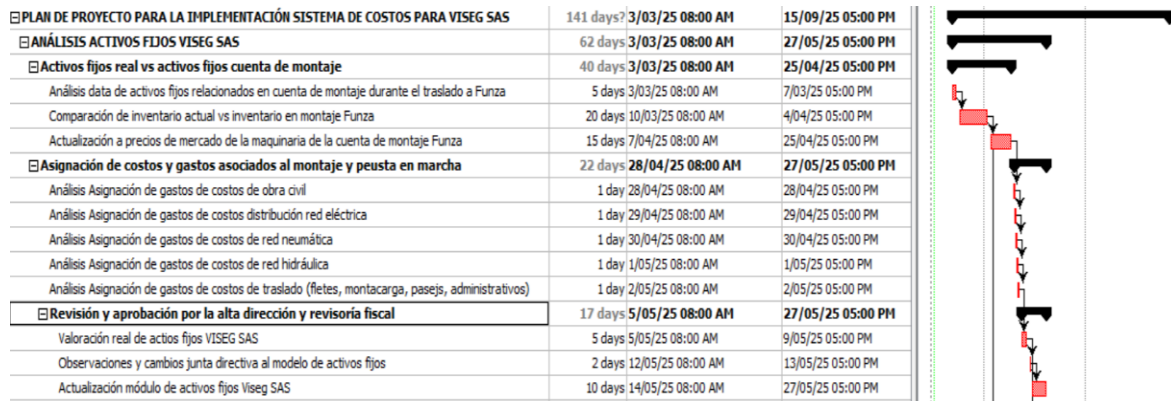 PLAN DE PROYECTO PARA LA IMPLEMENTACIÓN SISTEMA DE COSTOS PARA VISEG SAS 141 days? 3/03/25 08:00 AM 15/09/25 05:00 PM
ANÁLISIS ACTIVOS FIJOS VISEG SAS 62 days 3/03/25 08:00 AM 27/05/25 05:00 PM
Activos fijos real vs activos fijos cuenta de montaje 40 days 3/03/25 08:00 AM 25/04/25 05:00 PM
Análisis data de activos fijos relacionados en cuenta de montaje durante el traslado a Funza 5 days 3/03/25 08:00 AM 7/03/25 05:00 PM
Comparación de inventario actual vs inventario en montaje Funza 20 days 10/03/25 08:00 AM 4/04/25 05:00 PM
Actualización a precios de mercado de la maquinaria de la cuenta de montaje Funza 15 days 7/04/25 08:00 AM 25/04/25 05:00 PM
Asignación de costos y gastos asociados al montaje y peusta en marcha 22 days 28/04/25 08:00 AM 27/05/25 05:00 PM
Análisis Asignación de gastos de costos de obra civil 1 day 28/04/25 08:00 AM 28/04/25 05:00 PM
Análisis Asignación de gastos de costos distribución red eléctrica 1 day 29/04/25 08:00 AM 29/04/25 05:00 PM
Análisis Asignación de gastos de costos de red neumática 1 day 30/04/25 08:00 AM 30/04/25 05:00 PM
Análisis Asignación de gastos de costos de red hidráulica 1 day 1/05/25 08:00 AM 1/05/25 05:00 PM
Análisis Asignación de gastos de costos de traslado (fletes, montacarga, pasejs, administrativos) 1 day 2/05/25 08:00 AM 2/05/25 05:00 PM
Revisión y aprobación por la alta dirección y revisoría fiscal 17 days 5/05/25 08:00 AM 27/05/25 05:00 PM
Valoración real de actios fijos VISEG SAS 5 days 5/05/25 08:00 AM 9/05/25 05:00 PM
Observaciones y cambios junta directiva al modelo de activos fijos 2 days 12/05/25 08:00 AM 13/05/25 05:00 PM
Actualización módulo de activos fijos Viseg SAS 10 days 14/05/25 08:00 AM 27/05/25 05:00 PM